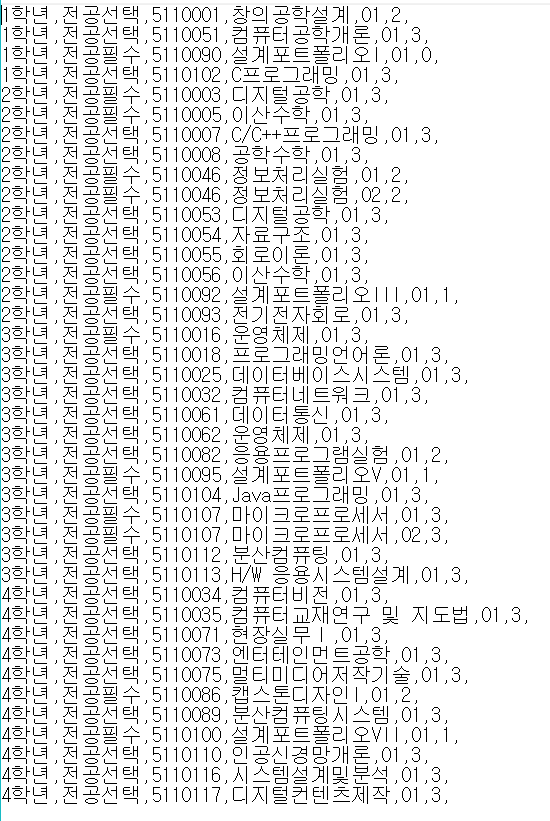 1학년,전공선택,5110001,창의공학설계,01,2,
1학년,전공선택,5110051,컴퓨터공학개론,01,3,
1학년,전공필수,5110090,설계포트폴리오I,01,0,
1학년,전공선택,5110102,C프로그래밍,01,3,
2학년,전공필수,5110003,디지털공학,01,3,
2학년,전공필수,5110005,이산수학,01,3,
2학년,전공선택,5110007,C/C++프로그래밍,01,3,
2학년,전공필수,5110008,공학수학,01,3,
2학년,전공필수,5110046,정보처리실험,01,2,
2학년,전공필수,5110046,정보처리실험,02,2,
2학년,전공선택,5110053,디지털공학,01,3,
2학년,전공선택,5110054,자료구조,01,3,
2학년,전공선택,5110055,회로이론,01,3,
2학년,전공선택,5110056,이산수학,01,3,
2학년,전공필수,5110092,설계포트폴리오III,01,1,
2학년,전공선택,5110093,전기전자회로,01,3,
3학년,전공필수,5110016,운영체제,01,3,
3학년,전공선택,5110018,프로그래밍언어론,01,3,
3학년,전공선택,5110025,데이터베이스시스템,01,3,
3학년,전공선택,5110032,컴퓨터네트워크,01,3,
3학년,전공선택,5110061,데이터통신,01,3,
3학년,전공선택,5110062,운영체제,01,3,
3학년,전공필수,5110082,응용프로그램실험,01,2,
3학년,전공필수,5110095,설계포트폴리오V,01,1,
3학년,전공선택,5110104,Java프로그래밍,01,3,
3학년,전공선택,5110107,마이크로프로세서,01,3,
3학년,전공선택,5110107,마이크로프로세서,02,3,
3학년,전공선택,5110112,분산컴퓨팅,01,3,
3학년,전공선택,5110113,H/W 응용시스템설계,01,3,
4학년,전공선택,5110034,컴퓨터비전,01,3,
4학년,전공선택,5110035,컴퓨터교재연구 및 지도법,01,3,
4학년,전공선택,5110071,현장실무Ⅰ,01,3,
4학년,전공선택,5110073,엔터테인먼트공학,01,3,
4학년,전공선택,5110075,멀티미디어저작기술,01,3,
4학년,전공필수,5110086,캡스톤디자인I,01,2,
4학년,전공선택,5110089,분산컴퓨팅시스템,01,3,
4학년,전공필수,5110100,설계포트폴리오VII,01,1,
4학년,전공선택,5110110,인공신경망개론,01,3,
4학년,전공선택,5110116,시스템설계및분석,01,3,
4학년,전공선택,5110117,디지털컨텐츠제작,01,3,